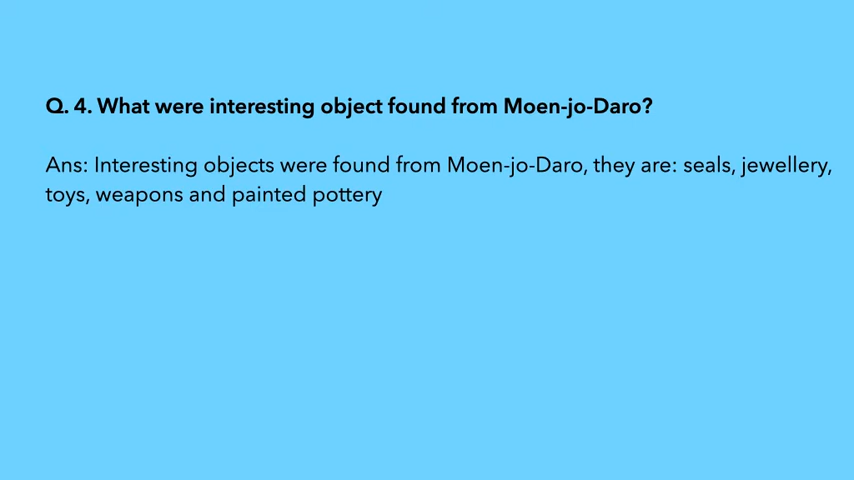 Q. 4. What were interesting object found from Moen-jo-Daro?
Ans: Interesting objects were found from Moen-jo-Daro, they are: seals, jewellery,
toys, weapons and painted pottery